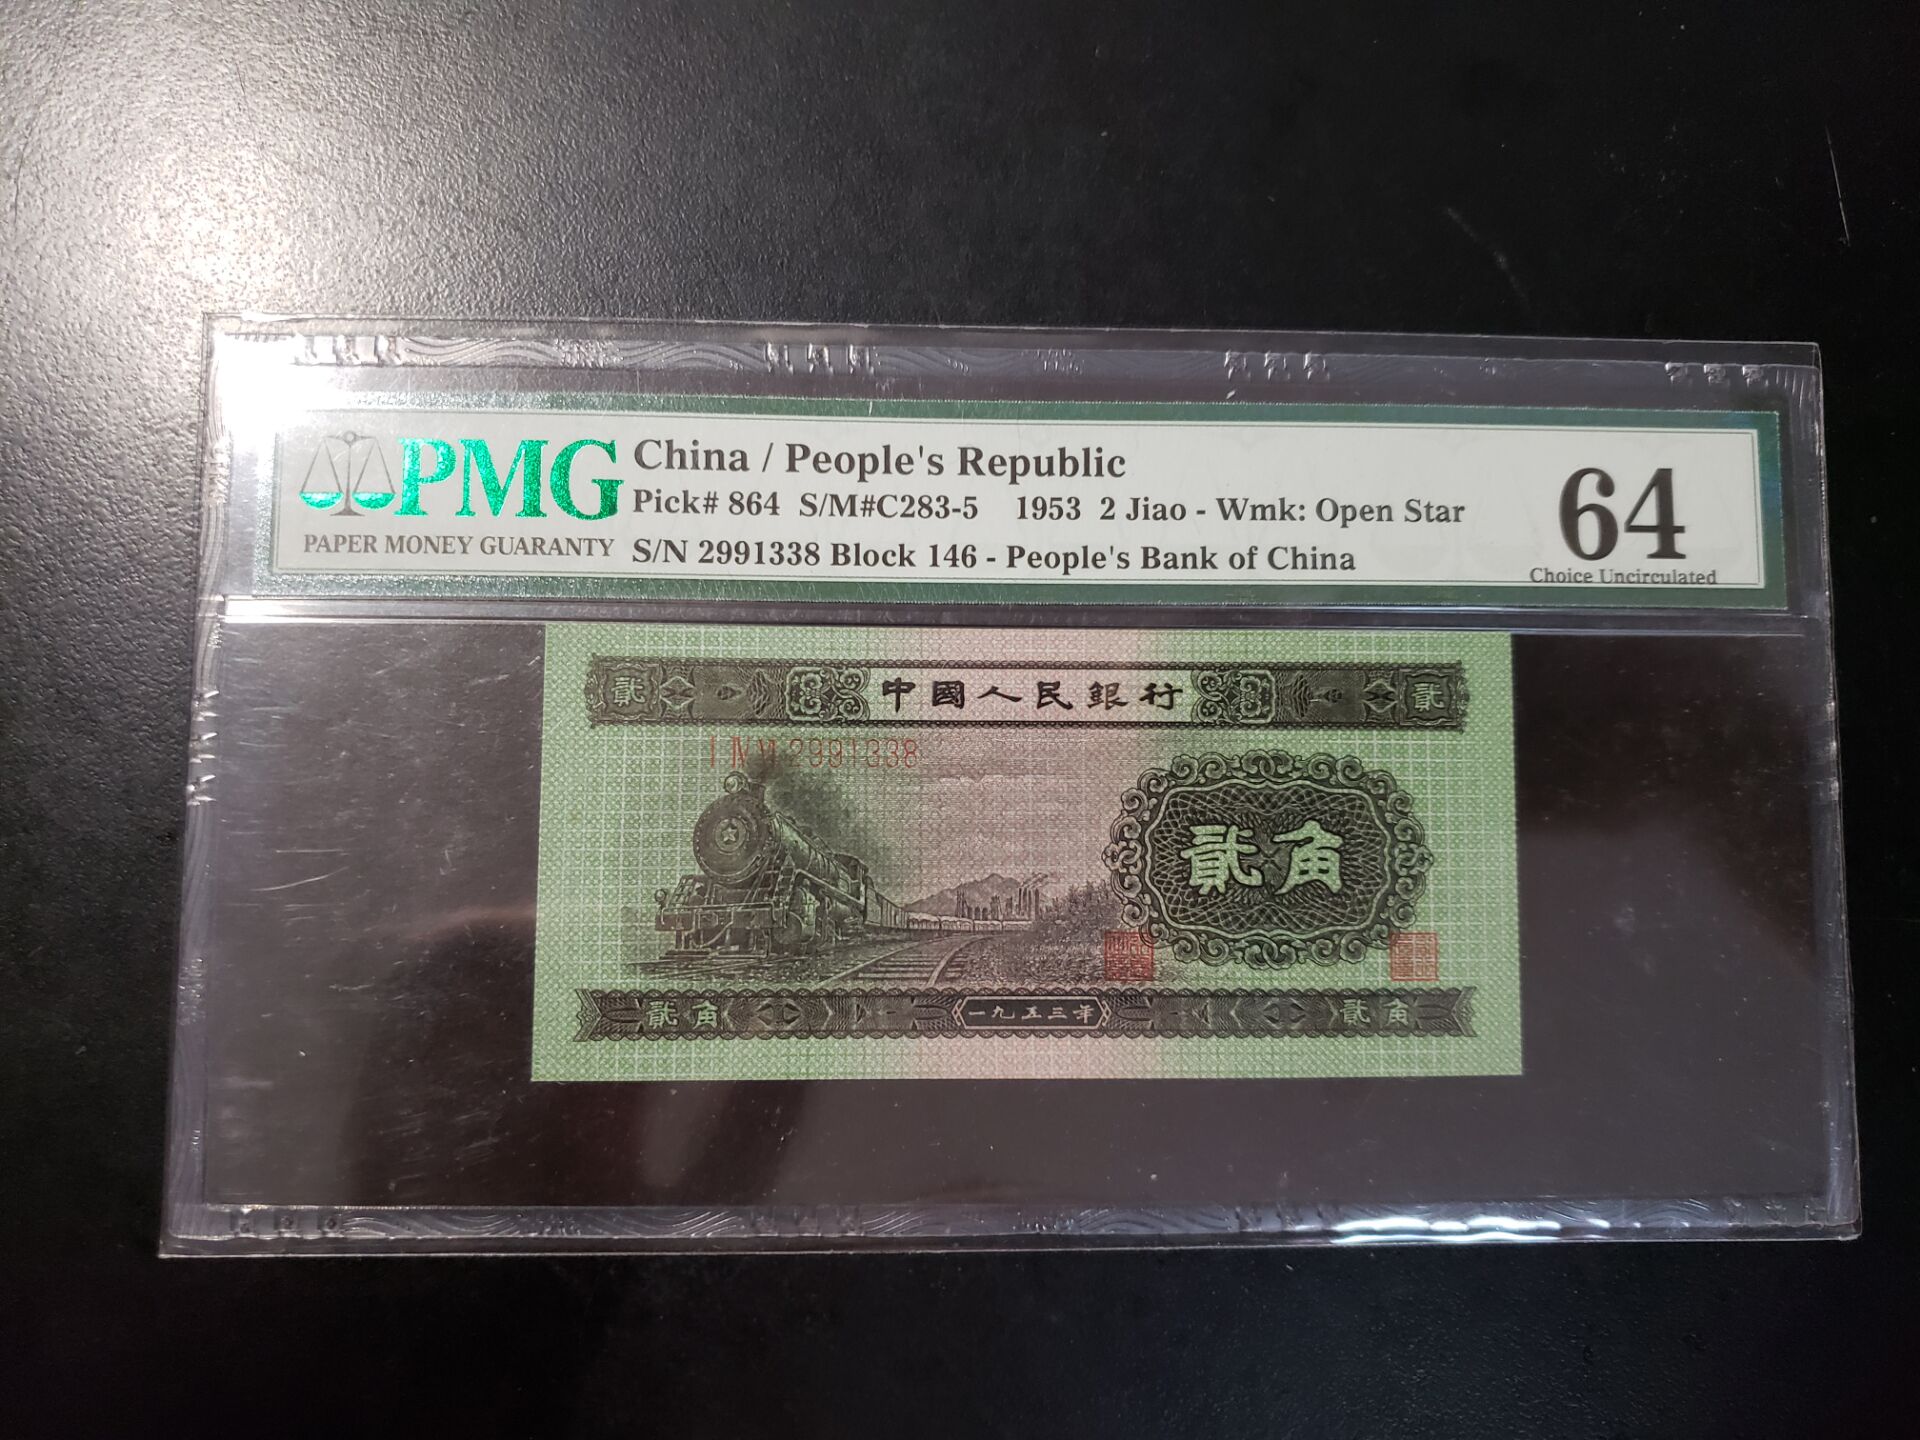 PMG
PAPER MONEY GUARANTY
China / People's Republic
Pick# 864 S/M#C283-5 1953 2 Jiao - Wmk: Open Star
S/N 2991338 Block 146 - People's Bank of China
64
Choice Uncirculated
貳 中國人民銀行 貳
I IV VI 2991338
貳角
貳角 一九五三年 貳角